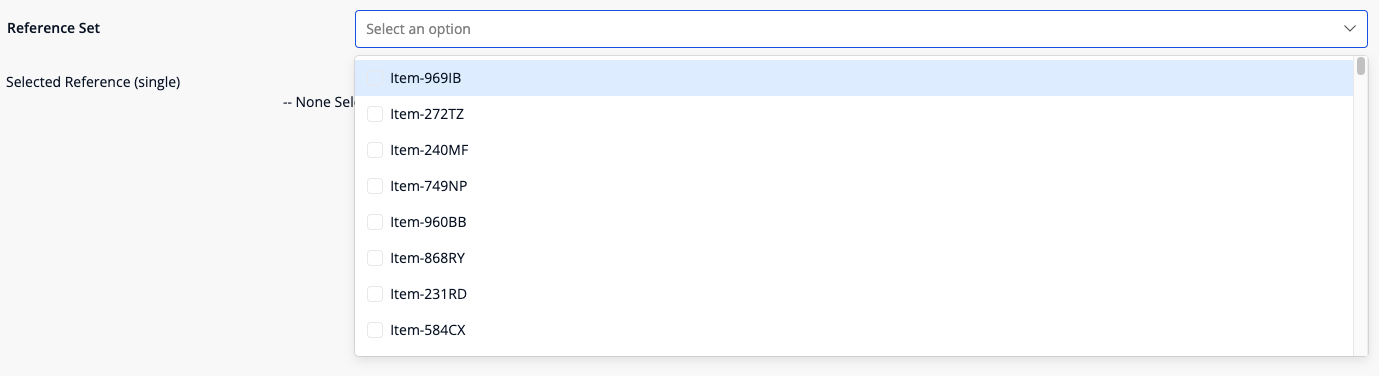 Reference Set
Select an option
Selected Reference (single)
-- None
Item-969IB
Item-272TZ
Item-240MF
Item-749NP
Item-960BB
Item-868RY
Item-231RD
Item-584CX